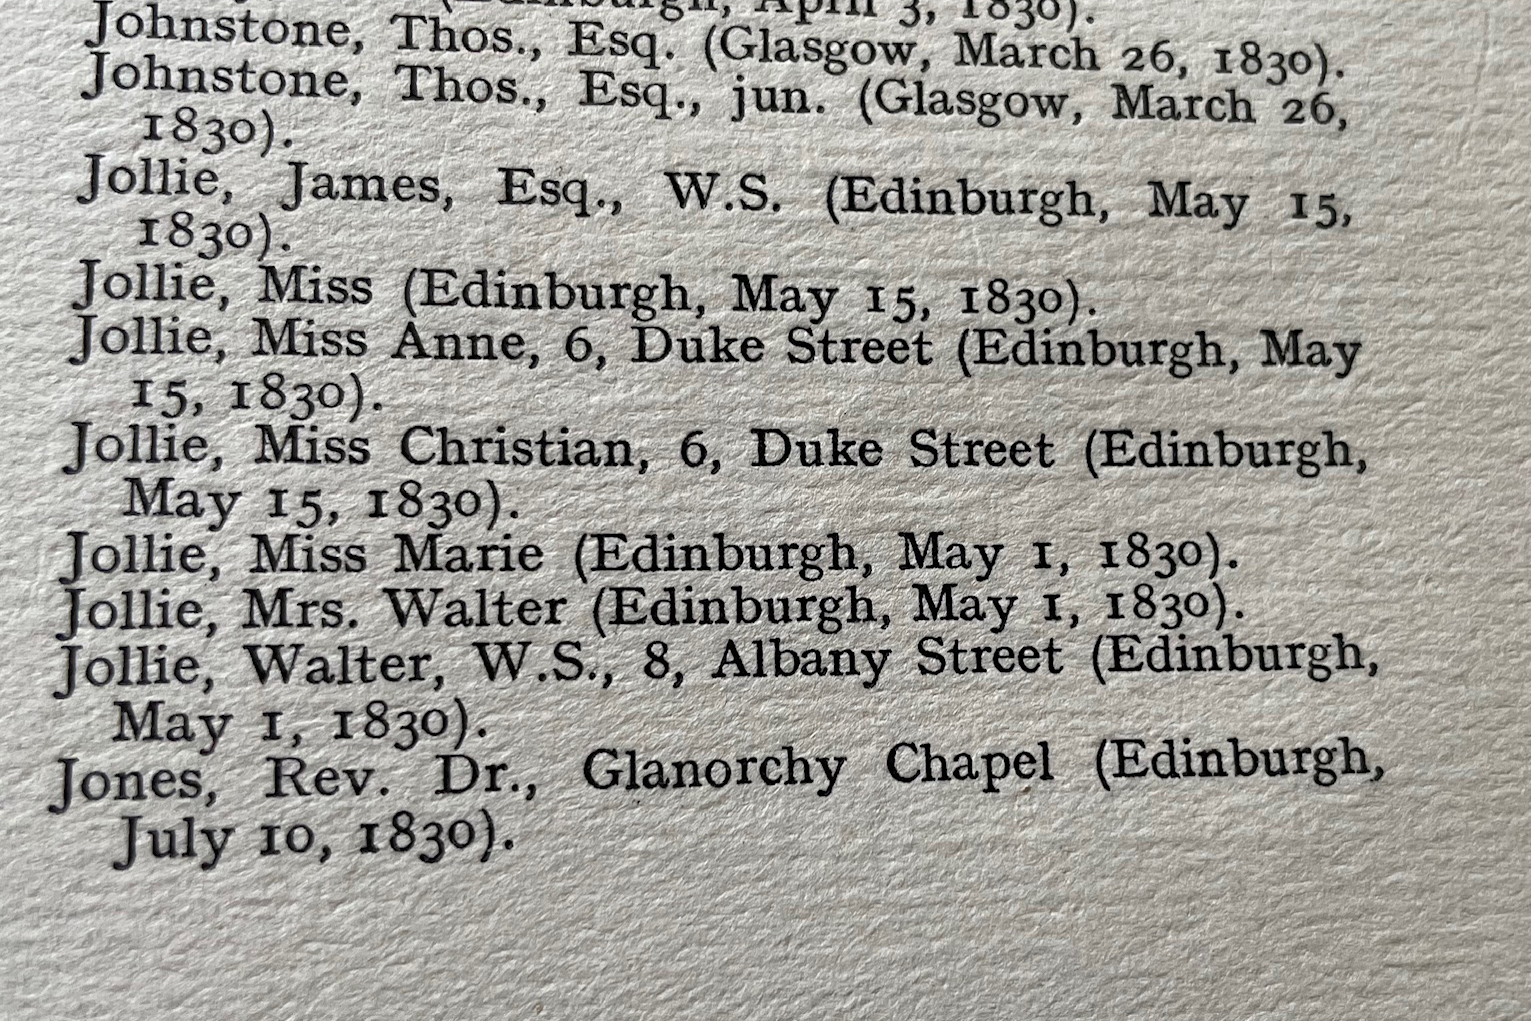 (Edinburgh, April 3, 1830).
Johnstone, Thos., Esq. (Glasgow, March 26, 1830).
Johnstone, Thos., Esq., jun. (Glasgow, March 26,
1830).
Jollie, James, Esq., W.S. (Edinburgh, May 15,
1830).
Jollie, Miss (Edinburgh, May 15, 1830).
Jollie, Miss Anne, 6, Duke Street (Edinburgh, May
15, 1830).
Jollie, Miss Christian, 6, Duke Street (Edinburgh,
May 15, 1830).
Jollie, Miss Marie (Edinburgh, May 1, 1830).
Jollie, Mrs. Walter (Edinburgh, May 1, 1830).
Jollie, Walter, W.S., 8, Albany Street (Edinburgh,
May 1, 1830).
Jones, Rev. Dr., Glanorchy Chapel (Edinburgh,
July 10, 1830).